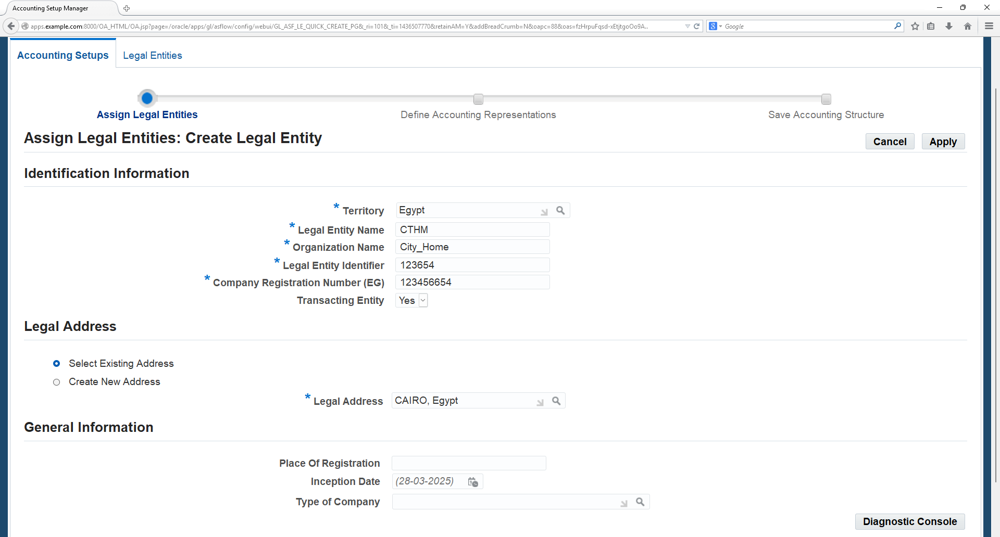 Accounting Setup Manager
apps.example.com:8000/OA_HTML/OA.jsp?page=/oracle/apps/gl/asflow/config/webui/GL_ASF_LE_QUICK_CREATE_PG&_ri=101&_ti=1436507770&retainAM=Y&addBreadCrumb=N&oapc=88&oas=fzHrpuFqsd-xEtjtgoOo9A..
Google
Accounting Setups Legal Entities
Assign Legal Entities Define Accounting Representations Save Accounting Structure
Assign Legal Entities: Create Legal Entity
Cancel Apply
Identification Information
* Territory Egypt
* Legal Entity Name CTHM
* Organization Name City_Home
* Legal Entity Identifier 123654
* Company Registration Number (EG) 123456654
Transacting Entity Yes
Legal Address
Select Existing Address
Create New Address
* Legal Address CAIRO, Egypt
General Information
Place Of Registration
Inception Date (28-03-2025)
Type of Company
Diagnostic Console